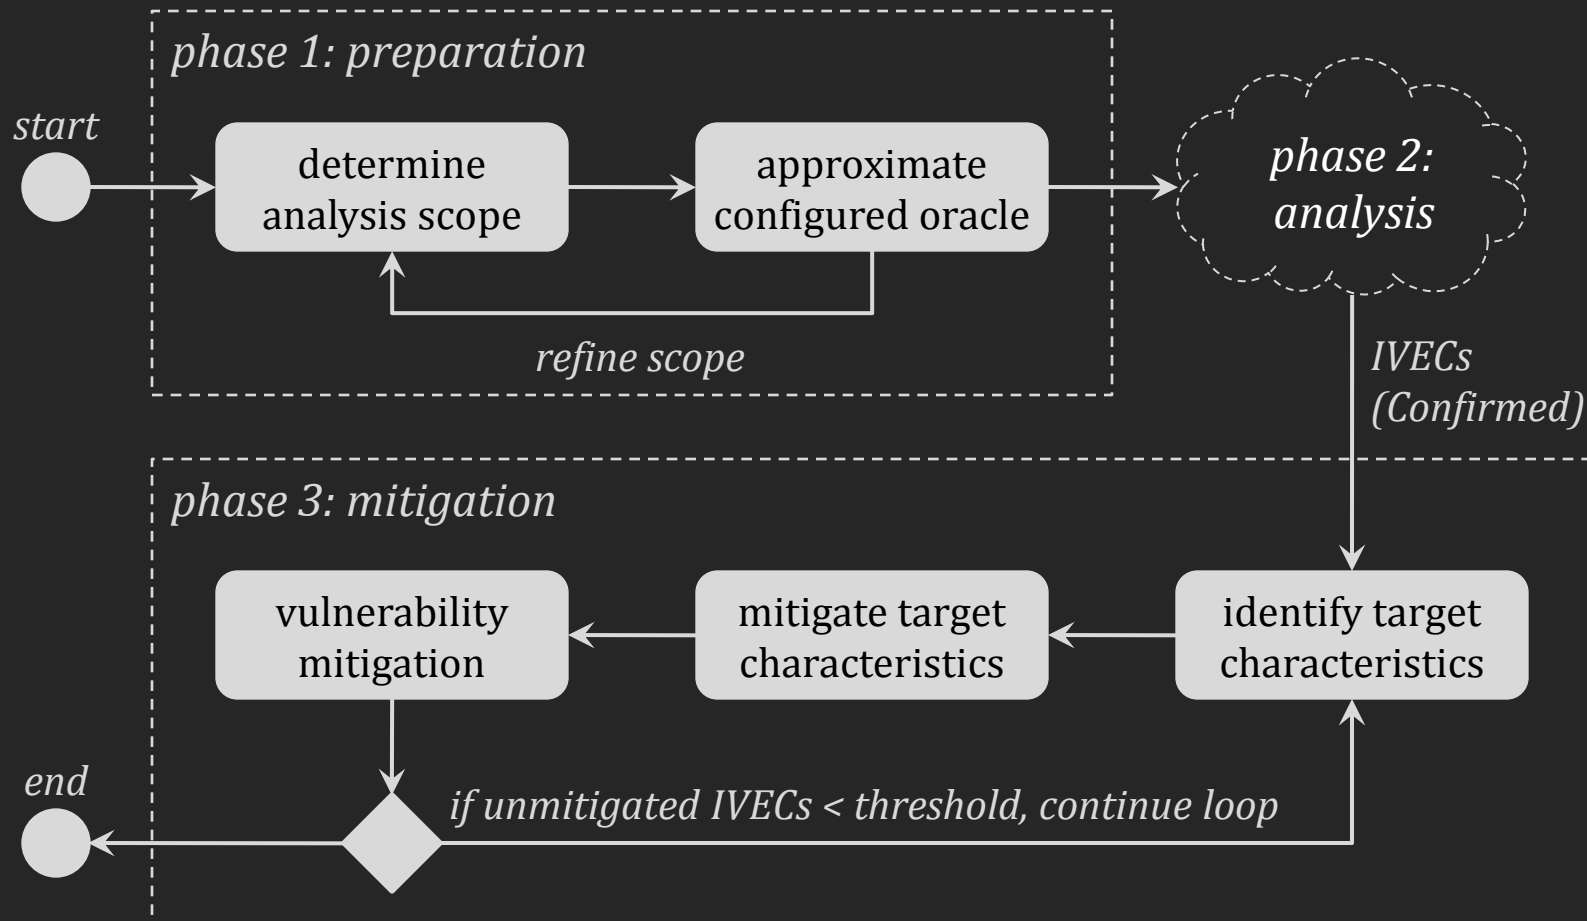 phase 1: preparation
start
determine
analysis scope
approximate
configured oracle
phase 2:
analysis
refine scope
IVECs
(Confirmed)
phase 3: mitigation
vulnerability
mitigation
mitigate target
characteristics
identify target
characteristics
end
if unmitigated IVECs < threshold, continue loop